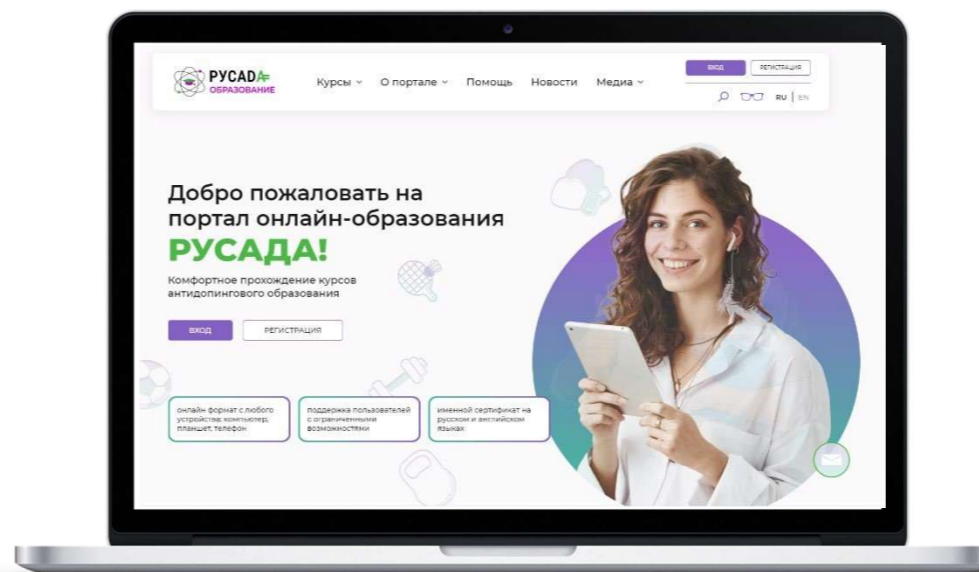 РУСАДА
ОБРАЗОВАНИЕ
Курсы
О портале
Помощь
Новости
Медиа
ВХОД
РЕГИСТРАЦИЯ
RU | EN
Добро пожаловать на
портал онлайн-образования
РУСАДА!
Комфортное прохождение курсов
антидопингового образования
ВХОД
РЕГИСТРАЦИЯ
онлайн формат с любого
устройства: компьютер,
планшет, телефон
поддержка пользователей
с ограниченными
возможностями
именной сертификат на
русском и английском
языках